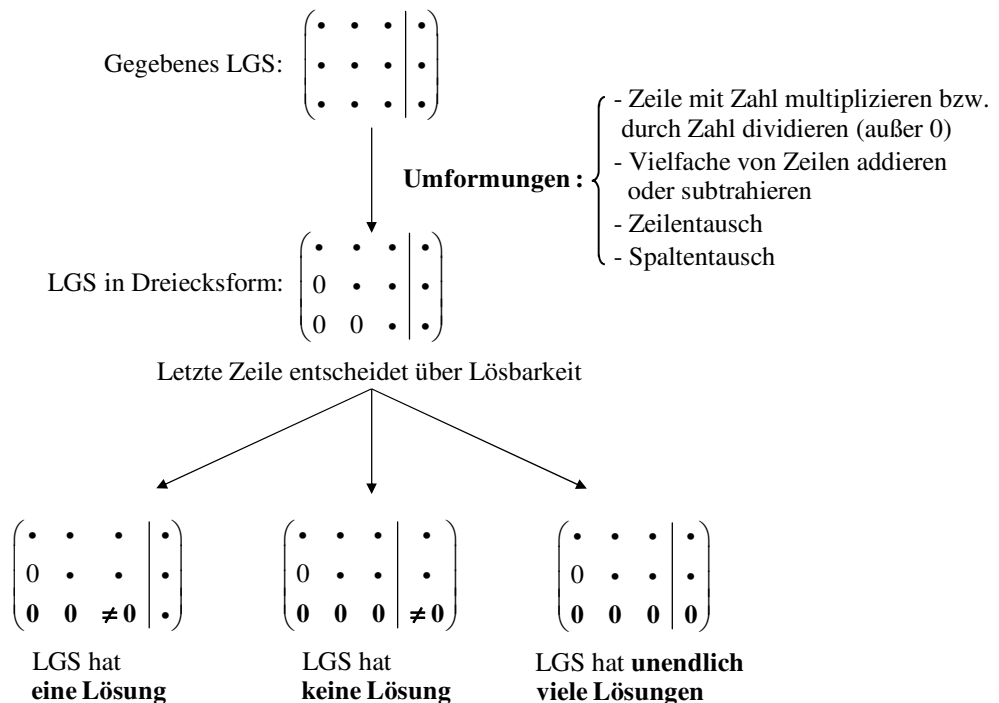 Gegebenes LGS:
• • • | •
• • • | •
• • • | •
Umformungen :
- Zeile mit Zahl multiplizieren bzw.
durch Zahl dividieren (außer 0)
- Vielfache von Zeilen addieren
oder subtrahieren
- Zeilentausch
- Spaltentausch
LGS in Dreiecksform:
• • • | •
0 • • | •
0 0 • | •
Letzte Zeile entscheidet über Lösbarkeit
• • • | •
0 • • | •
0 0 ≠ 0 | •
LGS hat
eine Lösung
• • • | •
0 • • | •
0 0 0 | ≠ 0
LGS hat
keine Lösung
• • • | •
0 • • | •
0 0 0 | 0
LGS hat unendlich
viele Lösungen